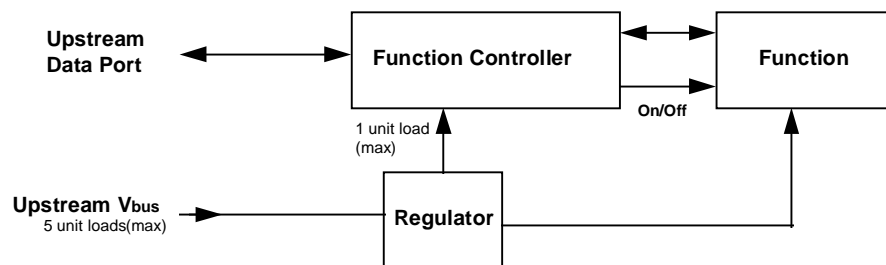 Upstream
Data Port
Function Controller
Function
On/Off
1 unit load
(max)
Upstream Vbus
5 unit loads(max)
Regulator